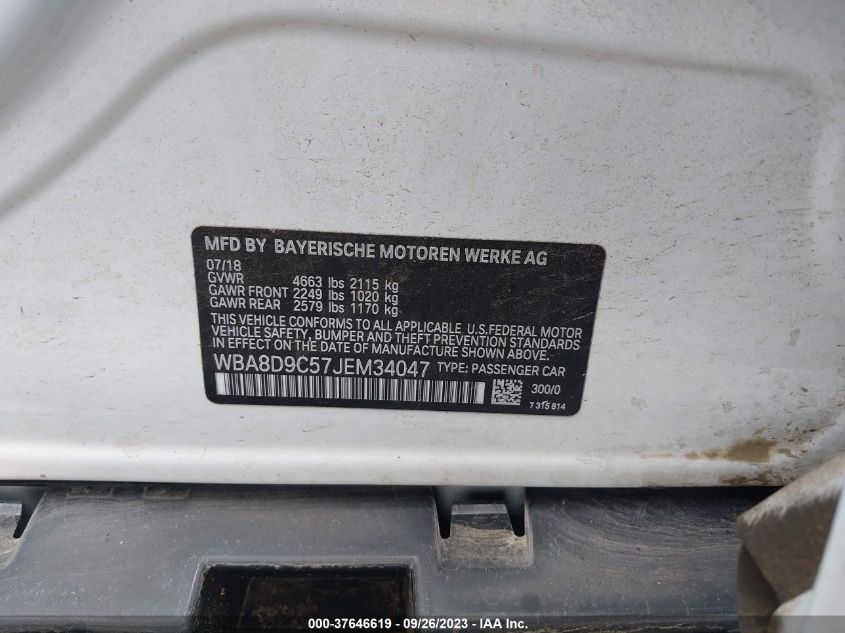 MFD BY BAYERISCHE MOTOREN WERKE AG
07/18
GVWR 4663 lbs 2115 kg
GAWR FRONT 2249 lbs 1020 kg
GAWR REAR 2579 lbs 1170 kg
THIS VEHICLE CONFORMS TO ALL APPLICABLE U.S.FEDERAL MOTOR
VEHICLE SAFETY, BUMPER AND THEFT PREVENTION STANDARDS
IN EFFECT ON THE DATE OF MANUFACTURE SHOWN ABOVE.
WBA8D9C57JEM34047 TYPE: PASSENGER CAR
300/0
7 315 814
000-37646619 - 09/26/2023 - IAA Inc.